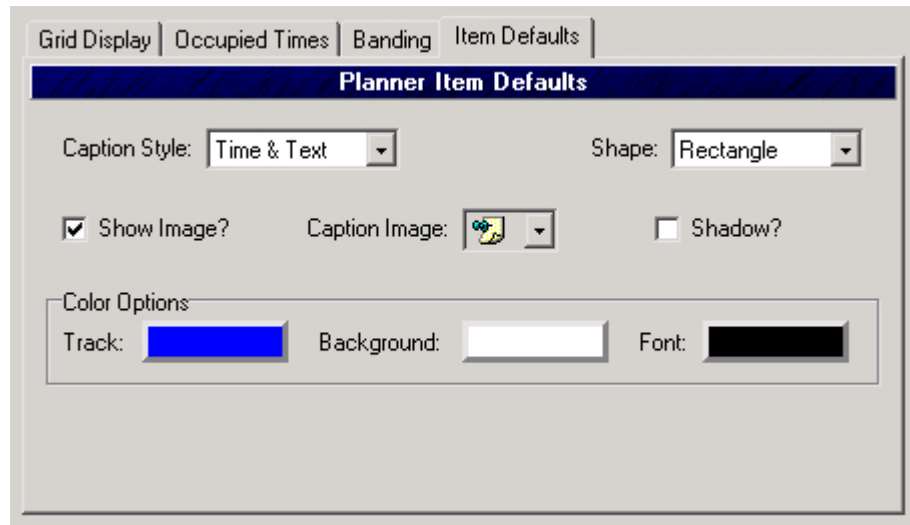 Grid Display Occupied Times Banding Item Defaults
Planner Item Defaults
Caption Style: Time & Text Shape: Rectangle
Show Image? Caption Image: Shadow?
Color Options
Track: Background: Font: